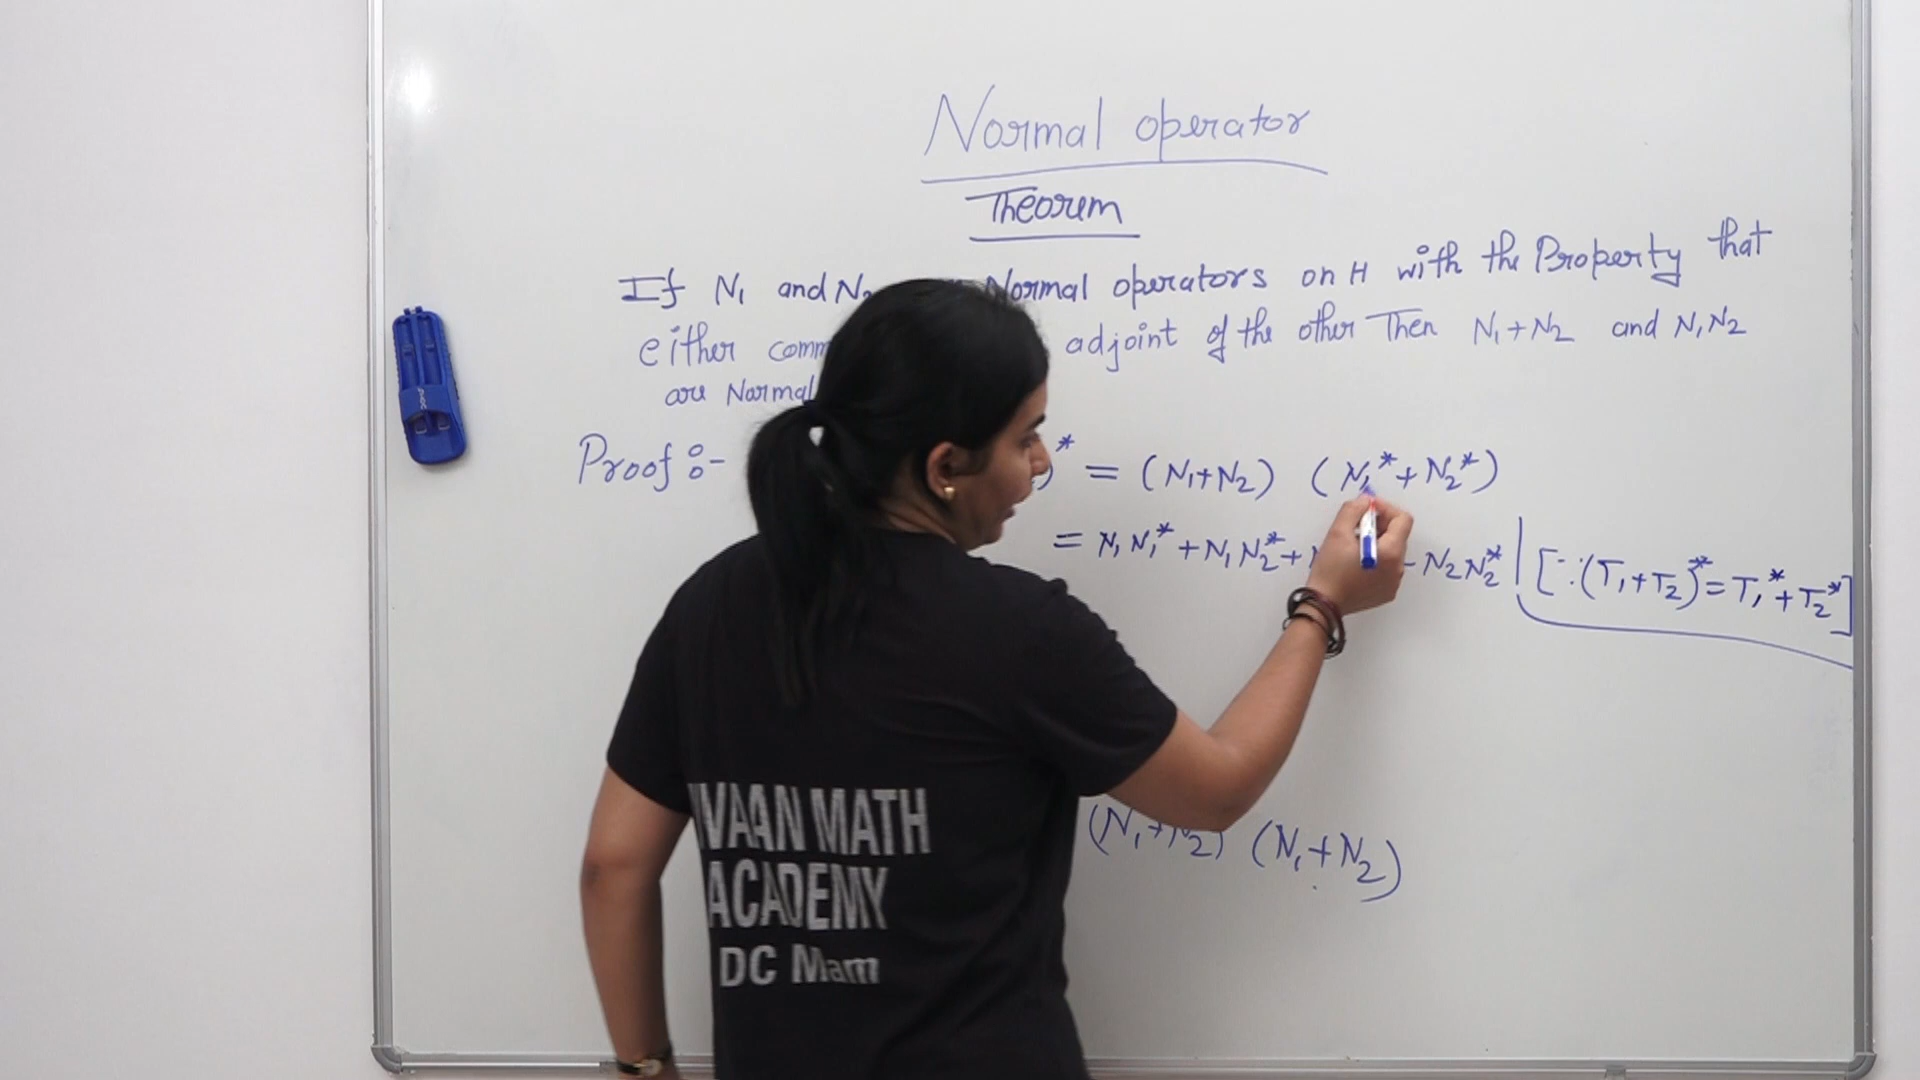 Normal operator
Theorem
If N₁ and N₂ Normal operators on H with the Property that
either comm adjoint of the other Then N₁+N₂ and N₁N₂
are Normal
Proof :- )* = (N₁+N₂) (N₁*+N₂*)
= N₁N₁* + N₁N₂* + - N₂N₂* [∵(T₁+T₂)*=T₁*+T₂*]
(N₁+N₂) (N₁+N₂)
VAAN MATH
ACADEMY
DC Mam